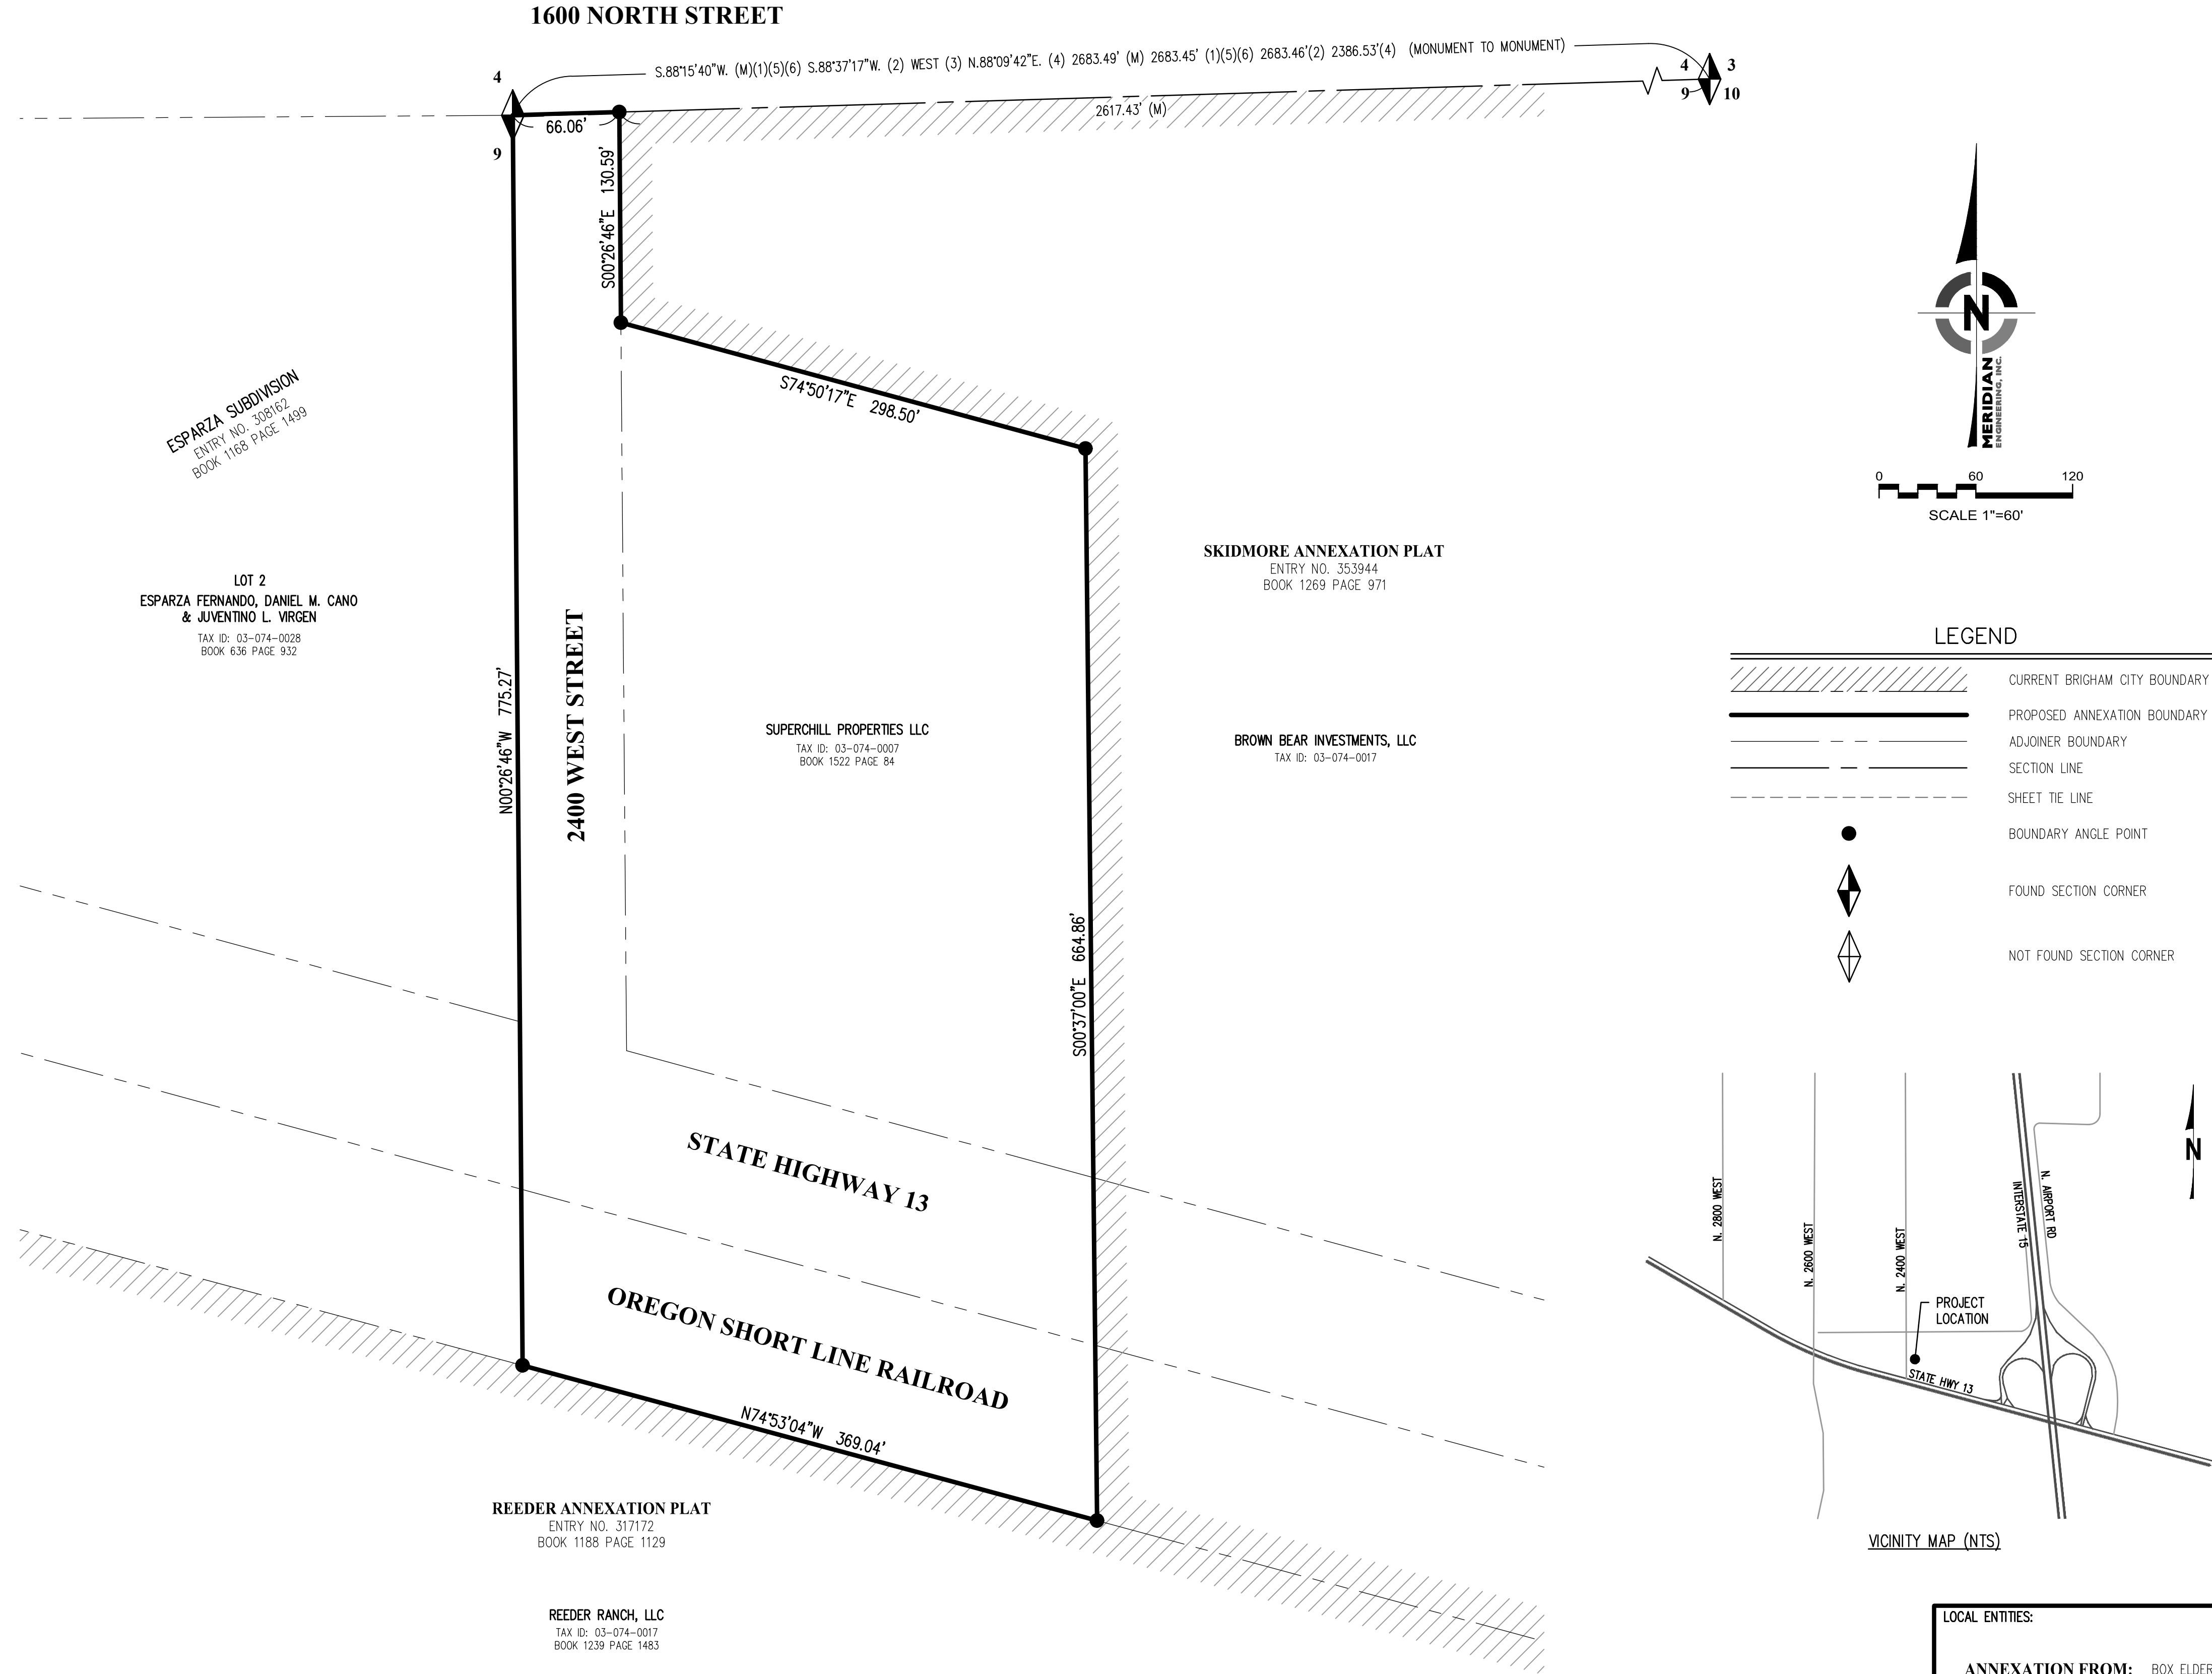 1600 NORTH STREET
S.88°15'40"W. (M)(1)(5)(6) S.88°37'17"W. (2) WEST (3) N.88°09'42"E. (4) 2683.49' (M) 2683.45' (1)(5)(6) 2683.46'(2) 2386.53'(4) (MONUMENT TO MONUMENT)
4
9
4 3
9 10
66.06'
2617.43' (M)
S00°26'46"E 130.59'
S74°50'17"E 298.50'
ESPARZA SUBDIVISION
ENTRY NO. 308162
BOOK 1168 PAGE 1499
LOT 2
ESPARZA FERNANDO, DANIEL M. CANO
& JUVENTINO L. VIRGEN
TAX ID: 03-074-0028
BOOK 636 PAGE 932
N00°26'46"W 775.27'
2400 WEST STREET
SUPERCHILL PROPERTIES LLC
TAX ID: 03-074-0007
BOOK 1522 PAGE 84
SKIDMORE ANNEXATION PLAT
ENTRY NO. 353944
BOOK 1269 PAGE 971
BROWN BEAR INVESTMENTS, LLC
TAX ID: 03-074-0017
S00°37'00"E 664.86'
STATE HIGHWAY 13
OREGON SHORT LINE RAILROAD
N74°53'04"W 369.04'
REEDER ANNEXATION PLAT
ENTRY NO. 317172
BOOK 1188 PAGE 1129
REEDER RANCH, LLC
TAX ID: 03-074-0017
BOOK 1239 PAGE 1483
N
MERIDIAN
ENGINEERING, INC.
0 60 120
SCALE 1"=60'
LEGEND
CURRENT BRIGHAM CITY BOUNDARY
PROPOSED ANNEXATION BOUNDARY
ADJOINER BOUNDARY
SECTION LINE
SHEET TIE LINE
BOUNDARY ANGLE POINT
FOUND SECTION CORNER
NOT FOUND SECTION CORNER
N. 2800 WEST
N. 2600 WEST
N. 2400 WEST
INTERSTATE 15
N. AIRPORT RD
N
PROJECT
LOCATION
STATE HWY 13
VICINITY MAP (NTS)
LOCAL ENTITIES:
ANNEXATION FROM: BOX ELDER